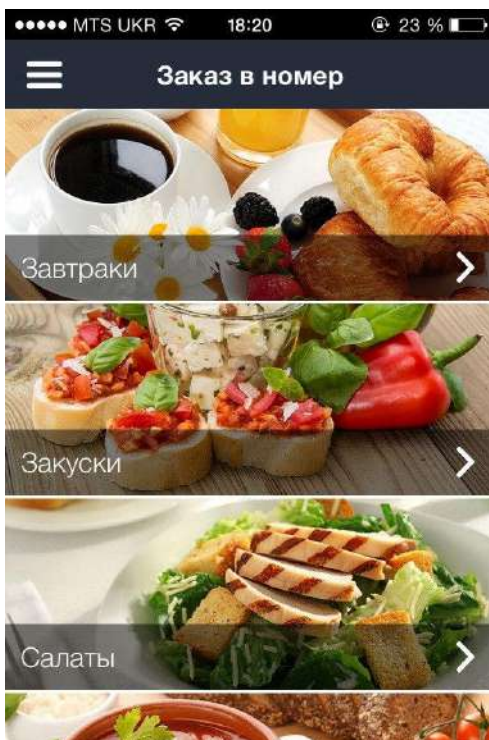 MTS UKR 18:20 23 %
Заказ в номер
Завтраки
Закуски
Салаты